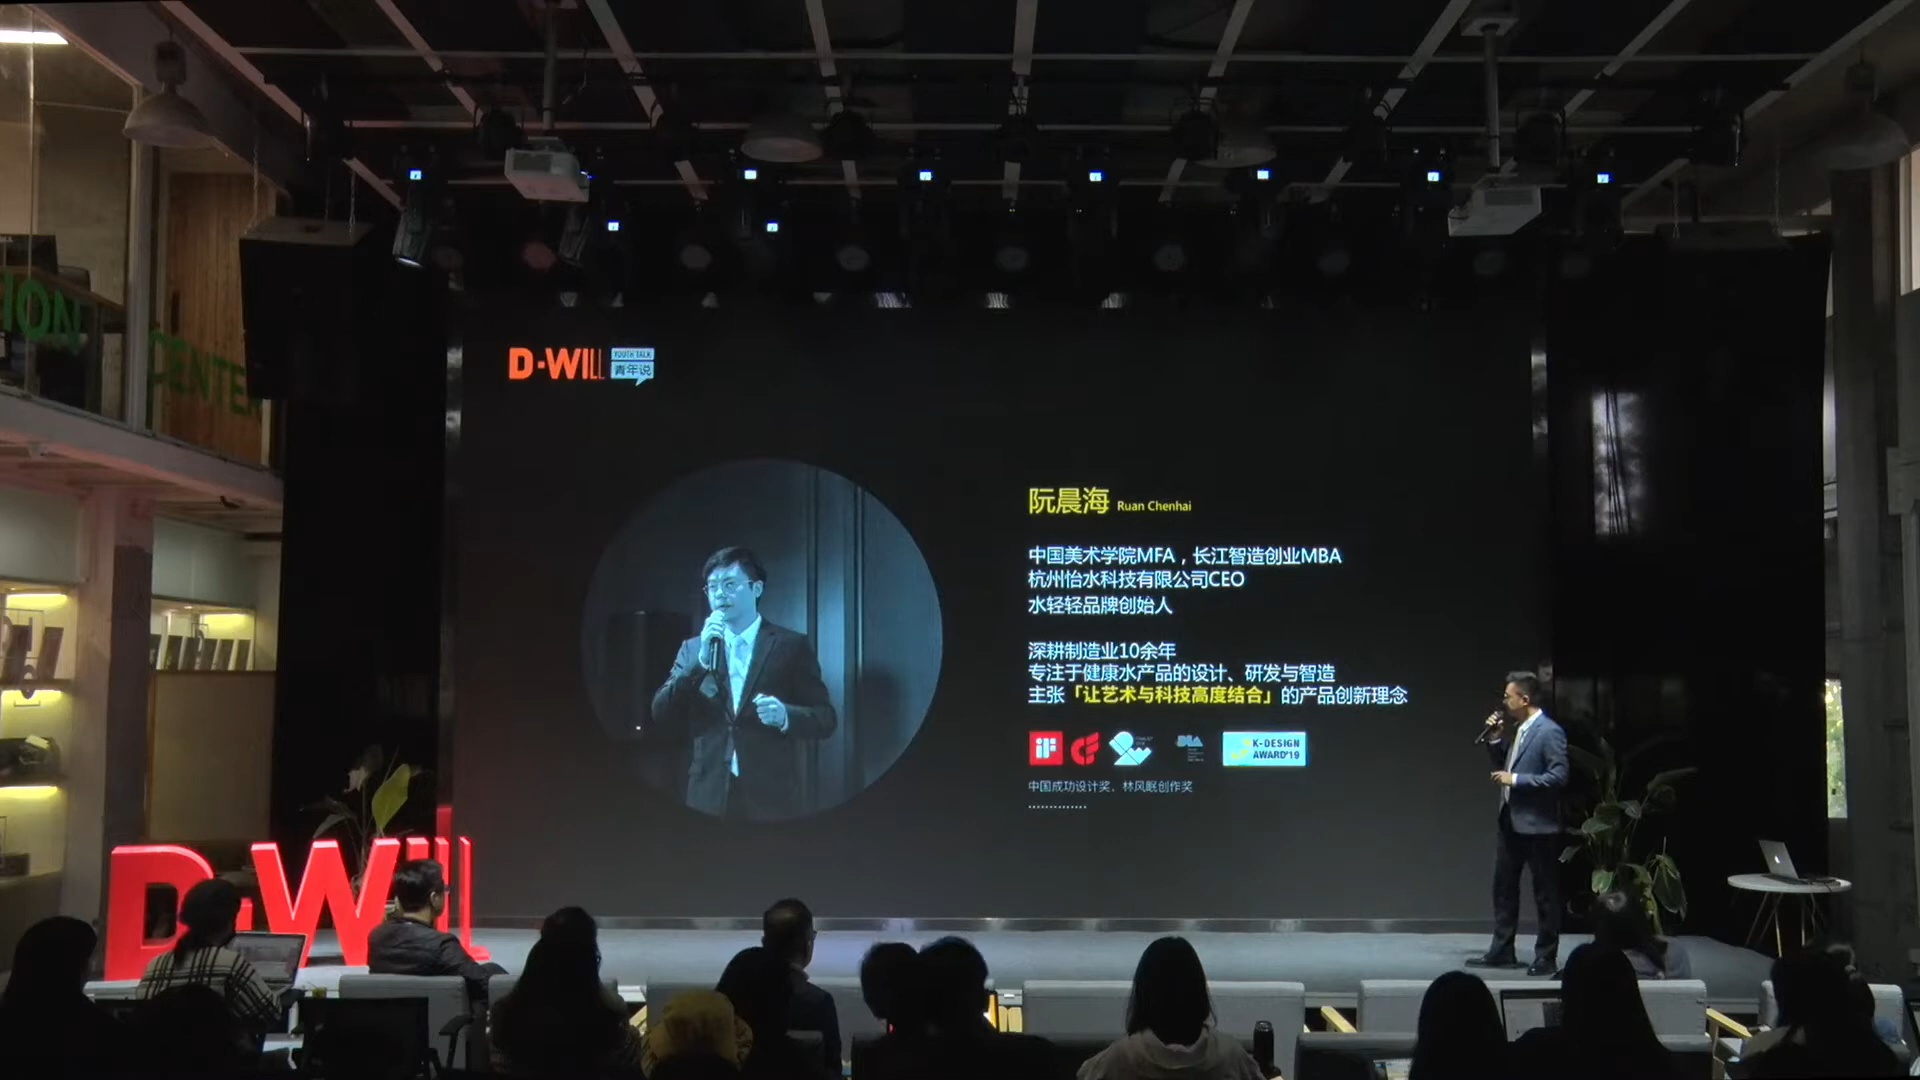 ION
CENTER
D·WILL
YOUTH TALK
青年说
阮晨海 Ruan Chenhai
中国美术学院MFA，长江智造创业MBA
杭州怡水科技有限公司CEO
水轻轻品牌创始人
深耕制造业10余年
专注于健康水产品的设计、研发与智造
主张「让艺术与科技高度结合」的产品创新理念
iF
DIA
K-DESIGN
AWARD'19
中国成功设计奖、林风眠创作奖
...............
D·WILL